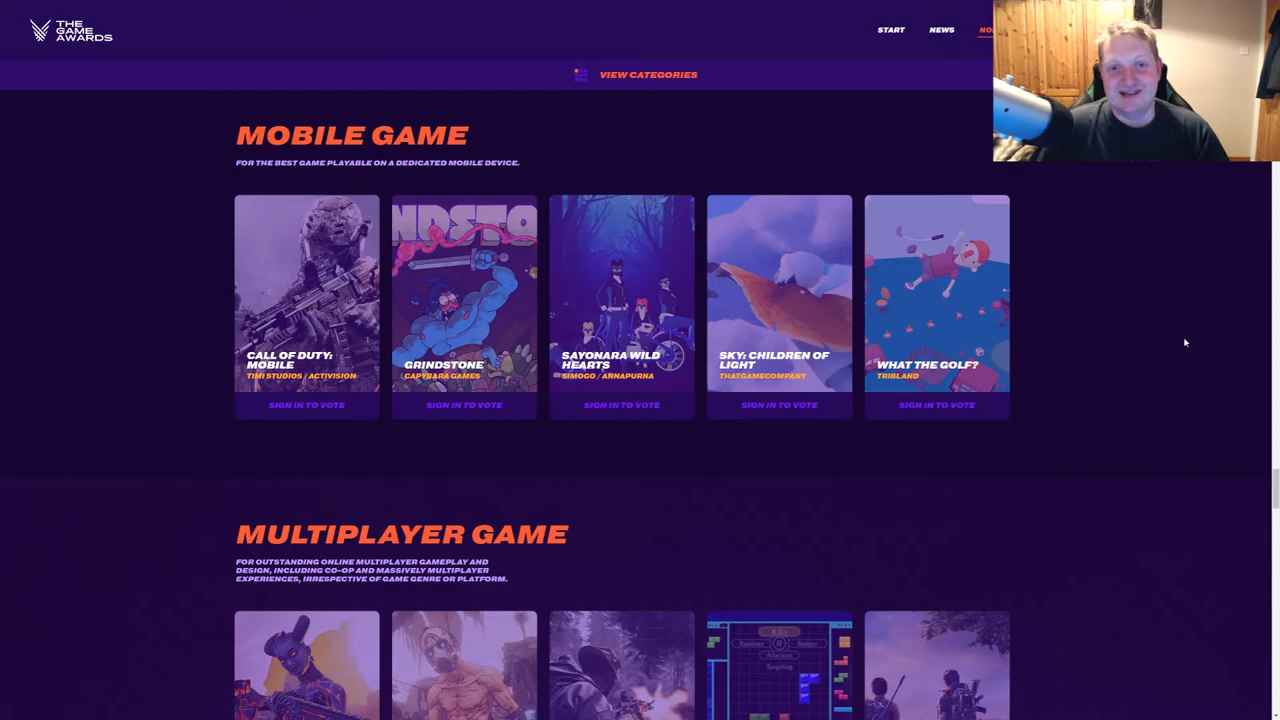 THE
GAME
AWARDS
START
NEWS
VIEW CATEGORIES
MOBILE GAME
FOR THE BEST GAME PLAYABLE ON A DEDICATED MOBILE DEVICE.
CALL OF DUTY:
MOBILE
TIMI STUDIOS / ACTIVISION
SIGN IN TO VOTE
GRINDSTONE
CAPYBARA GAMES
SIGN IN TO VOTE
SAYONARA WILD
HEARTS
SIMOGO / ANNAPURNA
SIGN IN TO VOTE
SKY: CHILDREN OF
LIGHT
THATGAMECOMPANY
SIGN IN TO VOTE
WHAT THE GOLF?
TRIBLAND
SIGN IN TO VOTE
MULTIPLAYER GAME
FOR OUTSTANDING ONLINE MULTIPLAYER GAMEPLAY AND
DESIGN, INCLUDING CO-OP AND MASSIVELY MULTIPLAYER
EXPERIENCES, IRRESPECTIVE OF GAME GENRE OR PLATFORM.
K.O.s
Randoms
Badges
Attackers
Targeting